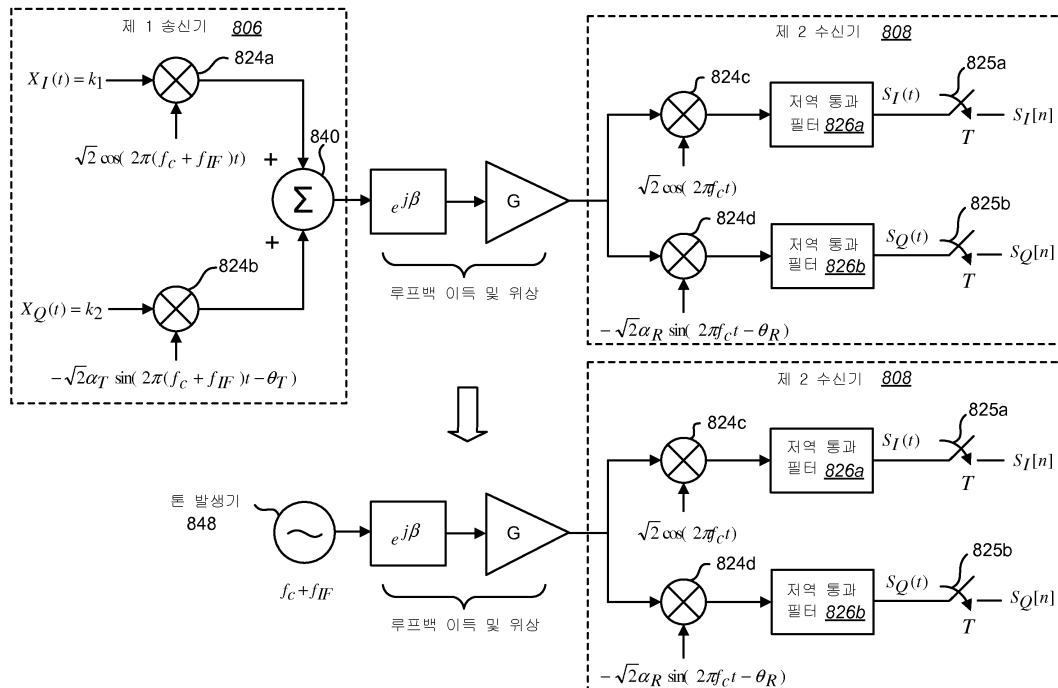 제 1 송신기 806
824a
X_I(t) = k_1
√2 cos( 2π(f_c + f_IF)t)
+
840
Σ
+
824b
X_Q(t) = k_2
−√2α_T sin( 2π(f_c + f_IF)t − θ_T)
e^{jβ}
G
루프백 이득 및 위상
제 2 수신기 808
824c
저역 통과
필터 826a
S_I(t)
825a
T
S_I[n]
√2 cos( 2πf_c t)
824d
저역 통과
필터 826b
S_Q(t)
825b
T
S_Q[n]
−√2α_R sin( 2πf_c t − θ_R)
톤 발생기
848
f_c + f_IF
e^{jβ}
G
루프백 이득 및 위상
제 2 수신기 808
824c
저역 통과
필터 826a
S_I(t)
825a
T
S_I[n]
√2 cos( 2πf_c t)
824d
저역 통과
필터 826b
S_Q(t)
825b
T
S_Q[n]
−√2α_R sin( 2πf_c t − θ_R)